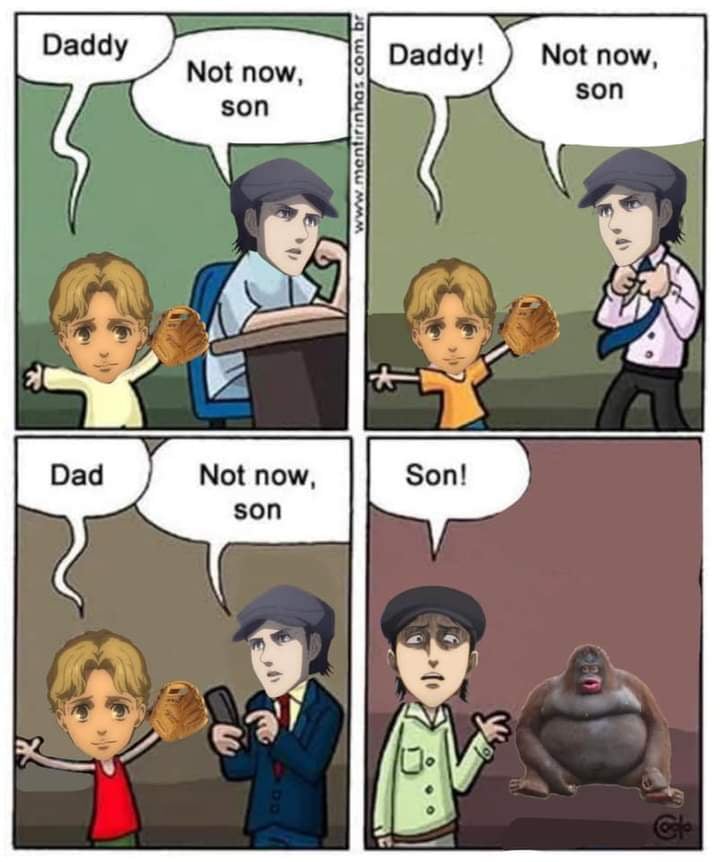 Daddy
Not now,
son
www.mentirinhas.com.br
Daddy!
Not now,
son
Dad
Not now,
son
Son!